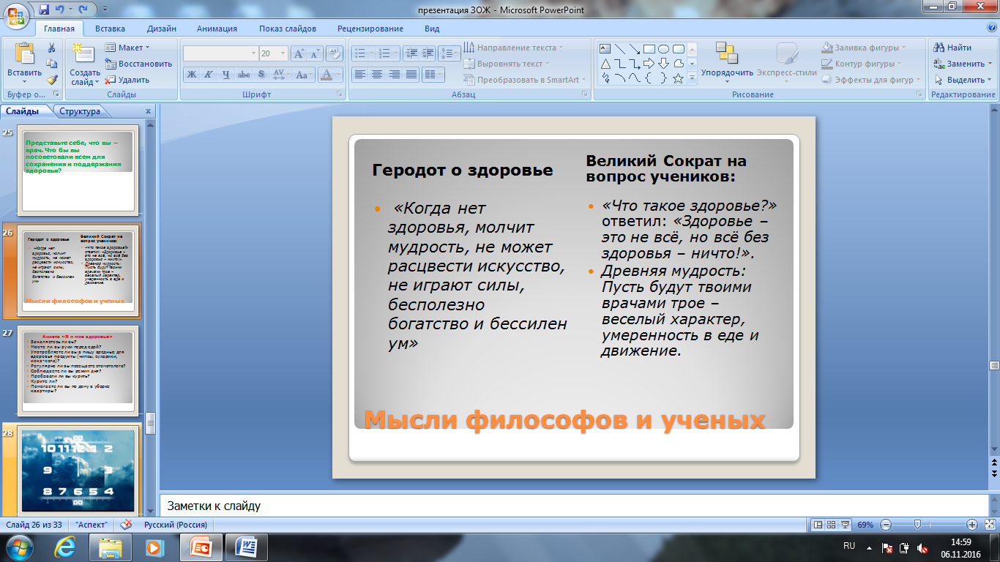 презентация ЗОЖ - Microsoft PowerPoint
Главная
Вставка
Дизайн
Анимация
Показ слайдов
Рецензирование
Вид
Вставить
Буфер о...
Создать
слайд
Макет
Восстановить
Удалить
Слайды
20
Ж К Ч abc S AV Aa А
Шрифт
Абзац
Направление текста
Выровнять текст
Преобразовать в SmartArt
Упорядочить
Экспресс-стили
Заливка фигуры
Контур фигуры
Эффекты для фигур
Рисование
Найти
Заменить
Выделить
Редактирование
Слайды
Структура
x
25
Представьте себе, что вы –
врач. Что бы вы
посоветовали всем для
сохранения и поддержания
здоровья?
26
Геродот о здоровье
«Когда нет
здоровья, молчит
мудрость, не может
расцвести искусство,
не играют силы,
бесполезно
богатство и бессилен
ум»
Великий Сократ на
вопрос учеников:
«Что такое здоровье?»
ответил: «Здоровье –
это не всё, но всё без
здоровья – ничто!».
Древняя мудрость:
Пусть будут твоими
врачами трое –
веселый характер,
умеренность в еде и
движение.
Мысли философов и ученых
27
Анкета «Я и мое здоровье»
Закаляетесь ли вы?
Моете ли вы руки перед едой?
Употребляете ли вы в пищу вредные для
здоровья продукты (чипсы, сухарики,
кока-кола)?
Регулярно ли вы посещаете стоматолога?
Соблюдаете ли вы режим дня?
Пробовали ли вы курить?
Курите ли?
Помогаете ли вы по дому в уборке
квартиры?
28
10 11 12 1 2
9 3
8 7 6 5 4
Геродот о здоровье
«Когда нет
здоровья, молчит
мудрость, не может
расцвести искусство,
не играют силы,
бесполезно
богатство и бессилен
ум»
Великий Сократ на
вопрос учеников:
«Что такое здоровье?»
ответил: «Здоровье –
это не всё, но всё без
здоровья – ничто!».
Древняя мудрость:
Пусть будут твоими
врачами трое –
веселый характер,
умеренность в еде и
движение.
Мысли философов и ученых
Заметки к слайду
Слайд 26 из 33
"Аспект"
Русский (Россия)
69%
RU
14:59
06.11.2016